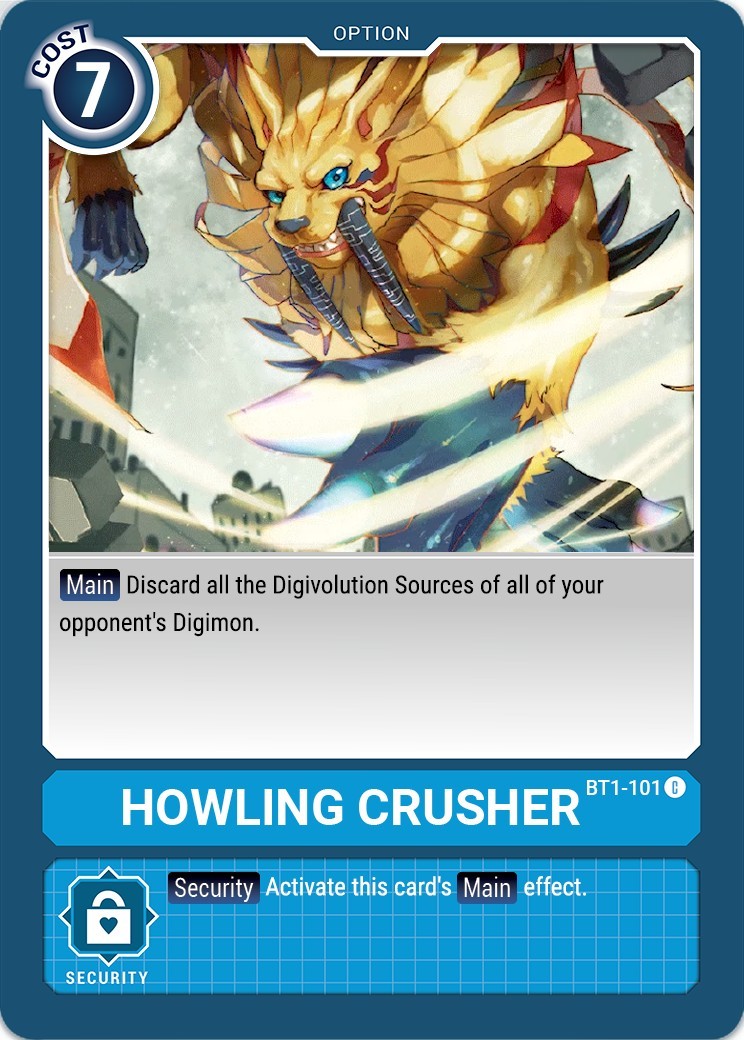 OPTION
COST
7
Main Discard all the Digivolution Sources of all of your
opponent's Digimon.
HOWLING CRUSHER
BT1-101 C
Security Activate this card's Main effect.
SECURITY